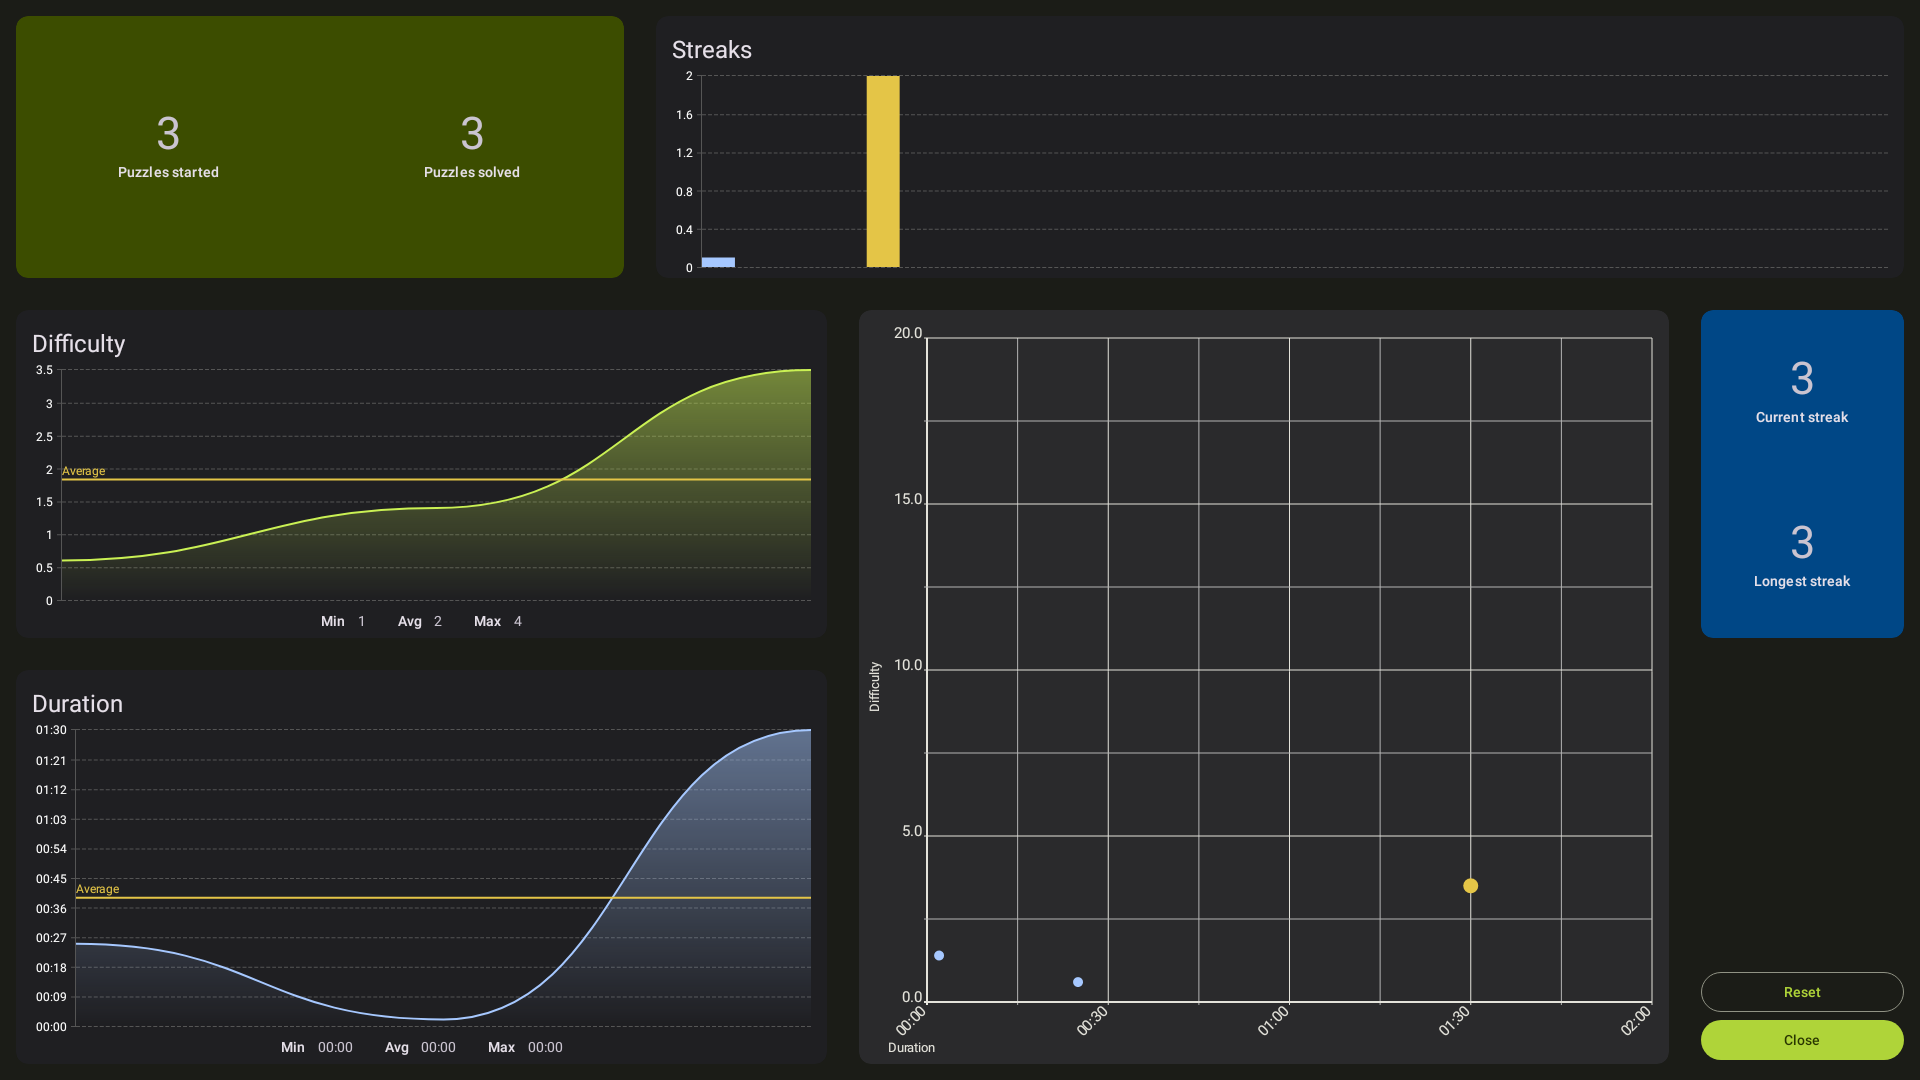 3
Puzzles started
3
Puzzles solved
Streaks
2
1.6
1.2
0.8
0.4
0
Difficulty
3.5
3
2.5
2
1.5
1
0.5
0
Average
Min 1 Avg 2 Max 4
Duration
01:30
01:21
01:12
01:03
00:54
00:45
00:36
00:27
00:18
00:09
00:00
Average
Min 00:00 Avg 00:00 Max 00:00
20.0
15.0
10.0
5.0
0.0
Difficulty
00:00 00:30 01:00 01:30 02:00
Duration
3
Current streak
3
Longest streak
Reset
Close